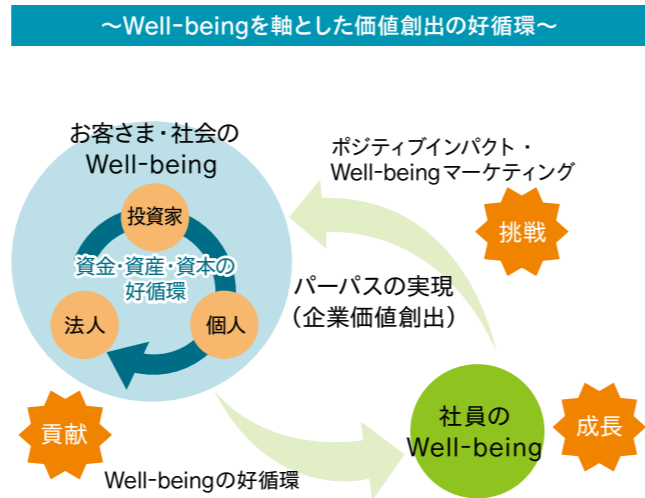 ～Well-beingを軸とした価値創出の好循環～
お客さま・社会の
Well-being
投資家
資金・資産・資本の
好循環
法人
個人
ポジティブインパクト・
Well-beingマーケティング
挑戦
パーパスの実現
（企業価値創出）
社員の
Well-being
成長
貢献
Well-beingの好循環